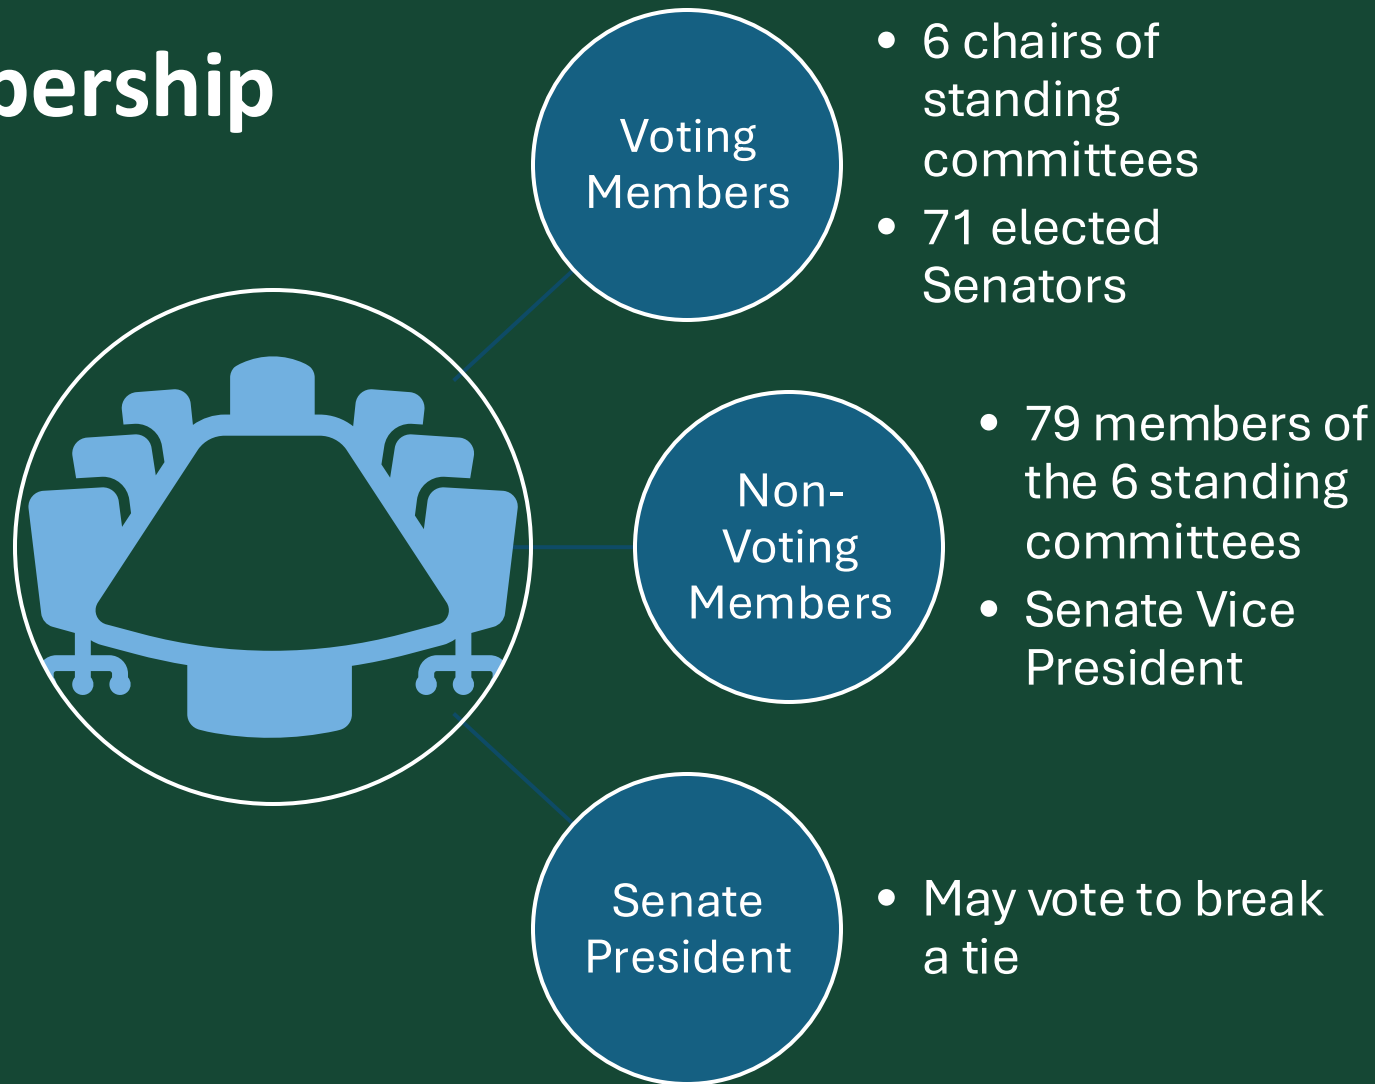 bership
Voting
Members
• 6 chairs of
standing
committees
• 71 elected
Senators
Non-
Voting
Members
• 79 members of
the 6 standing
committees
• Senate Vice
President
Senate
President
• May vote to break
a tie